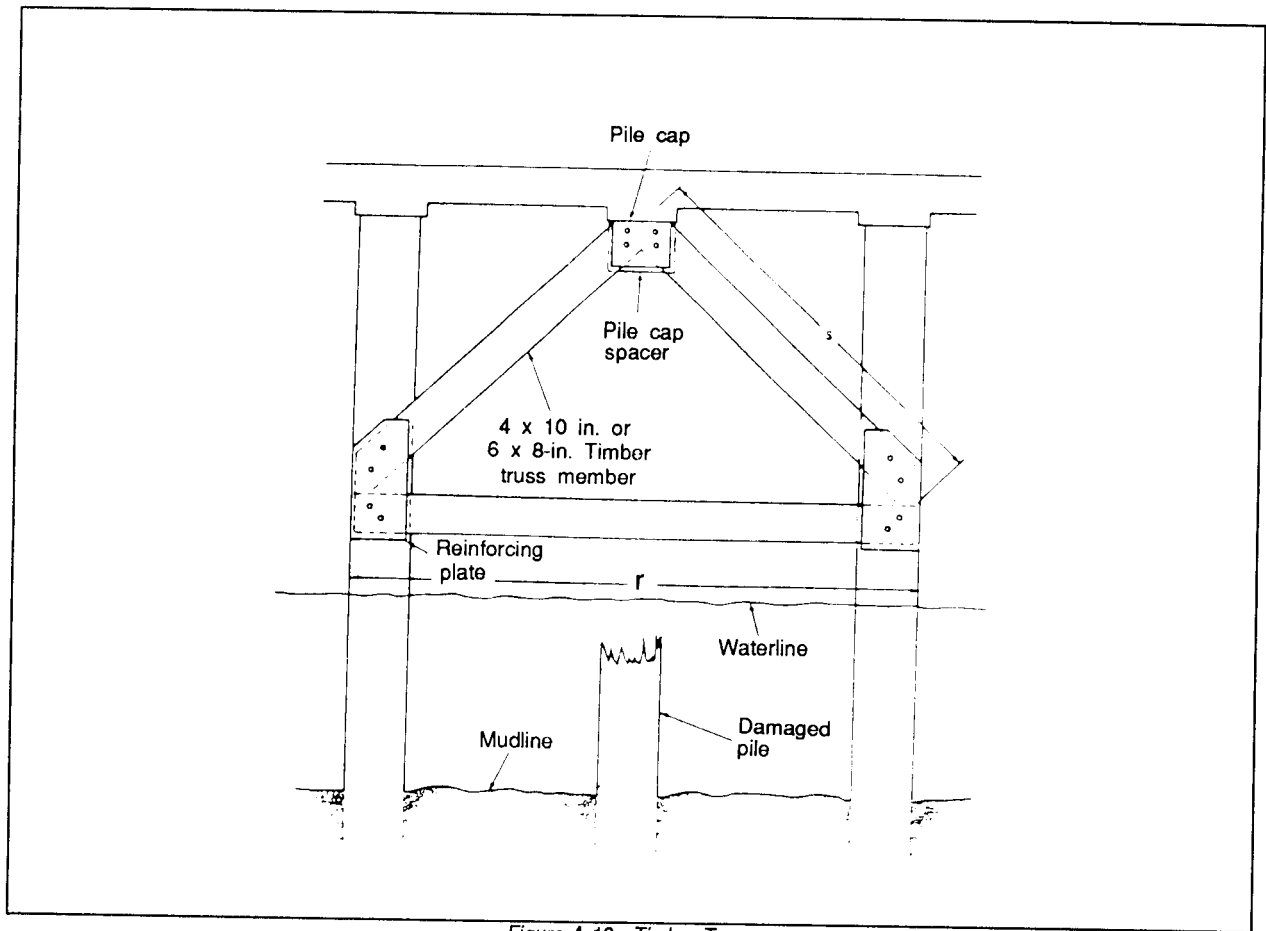 Pile cap
s
Pile cap
spacer
4 x 10 in. or
6 x 8-in. Timber
truss member
Reinforcing
plate
r
Waterline
Damaged
pile
Mudline